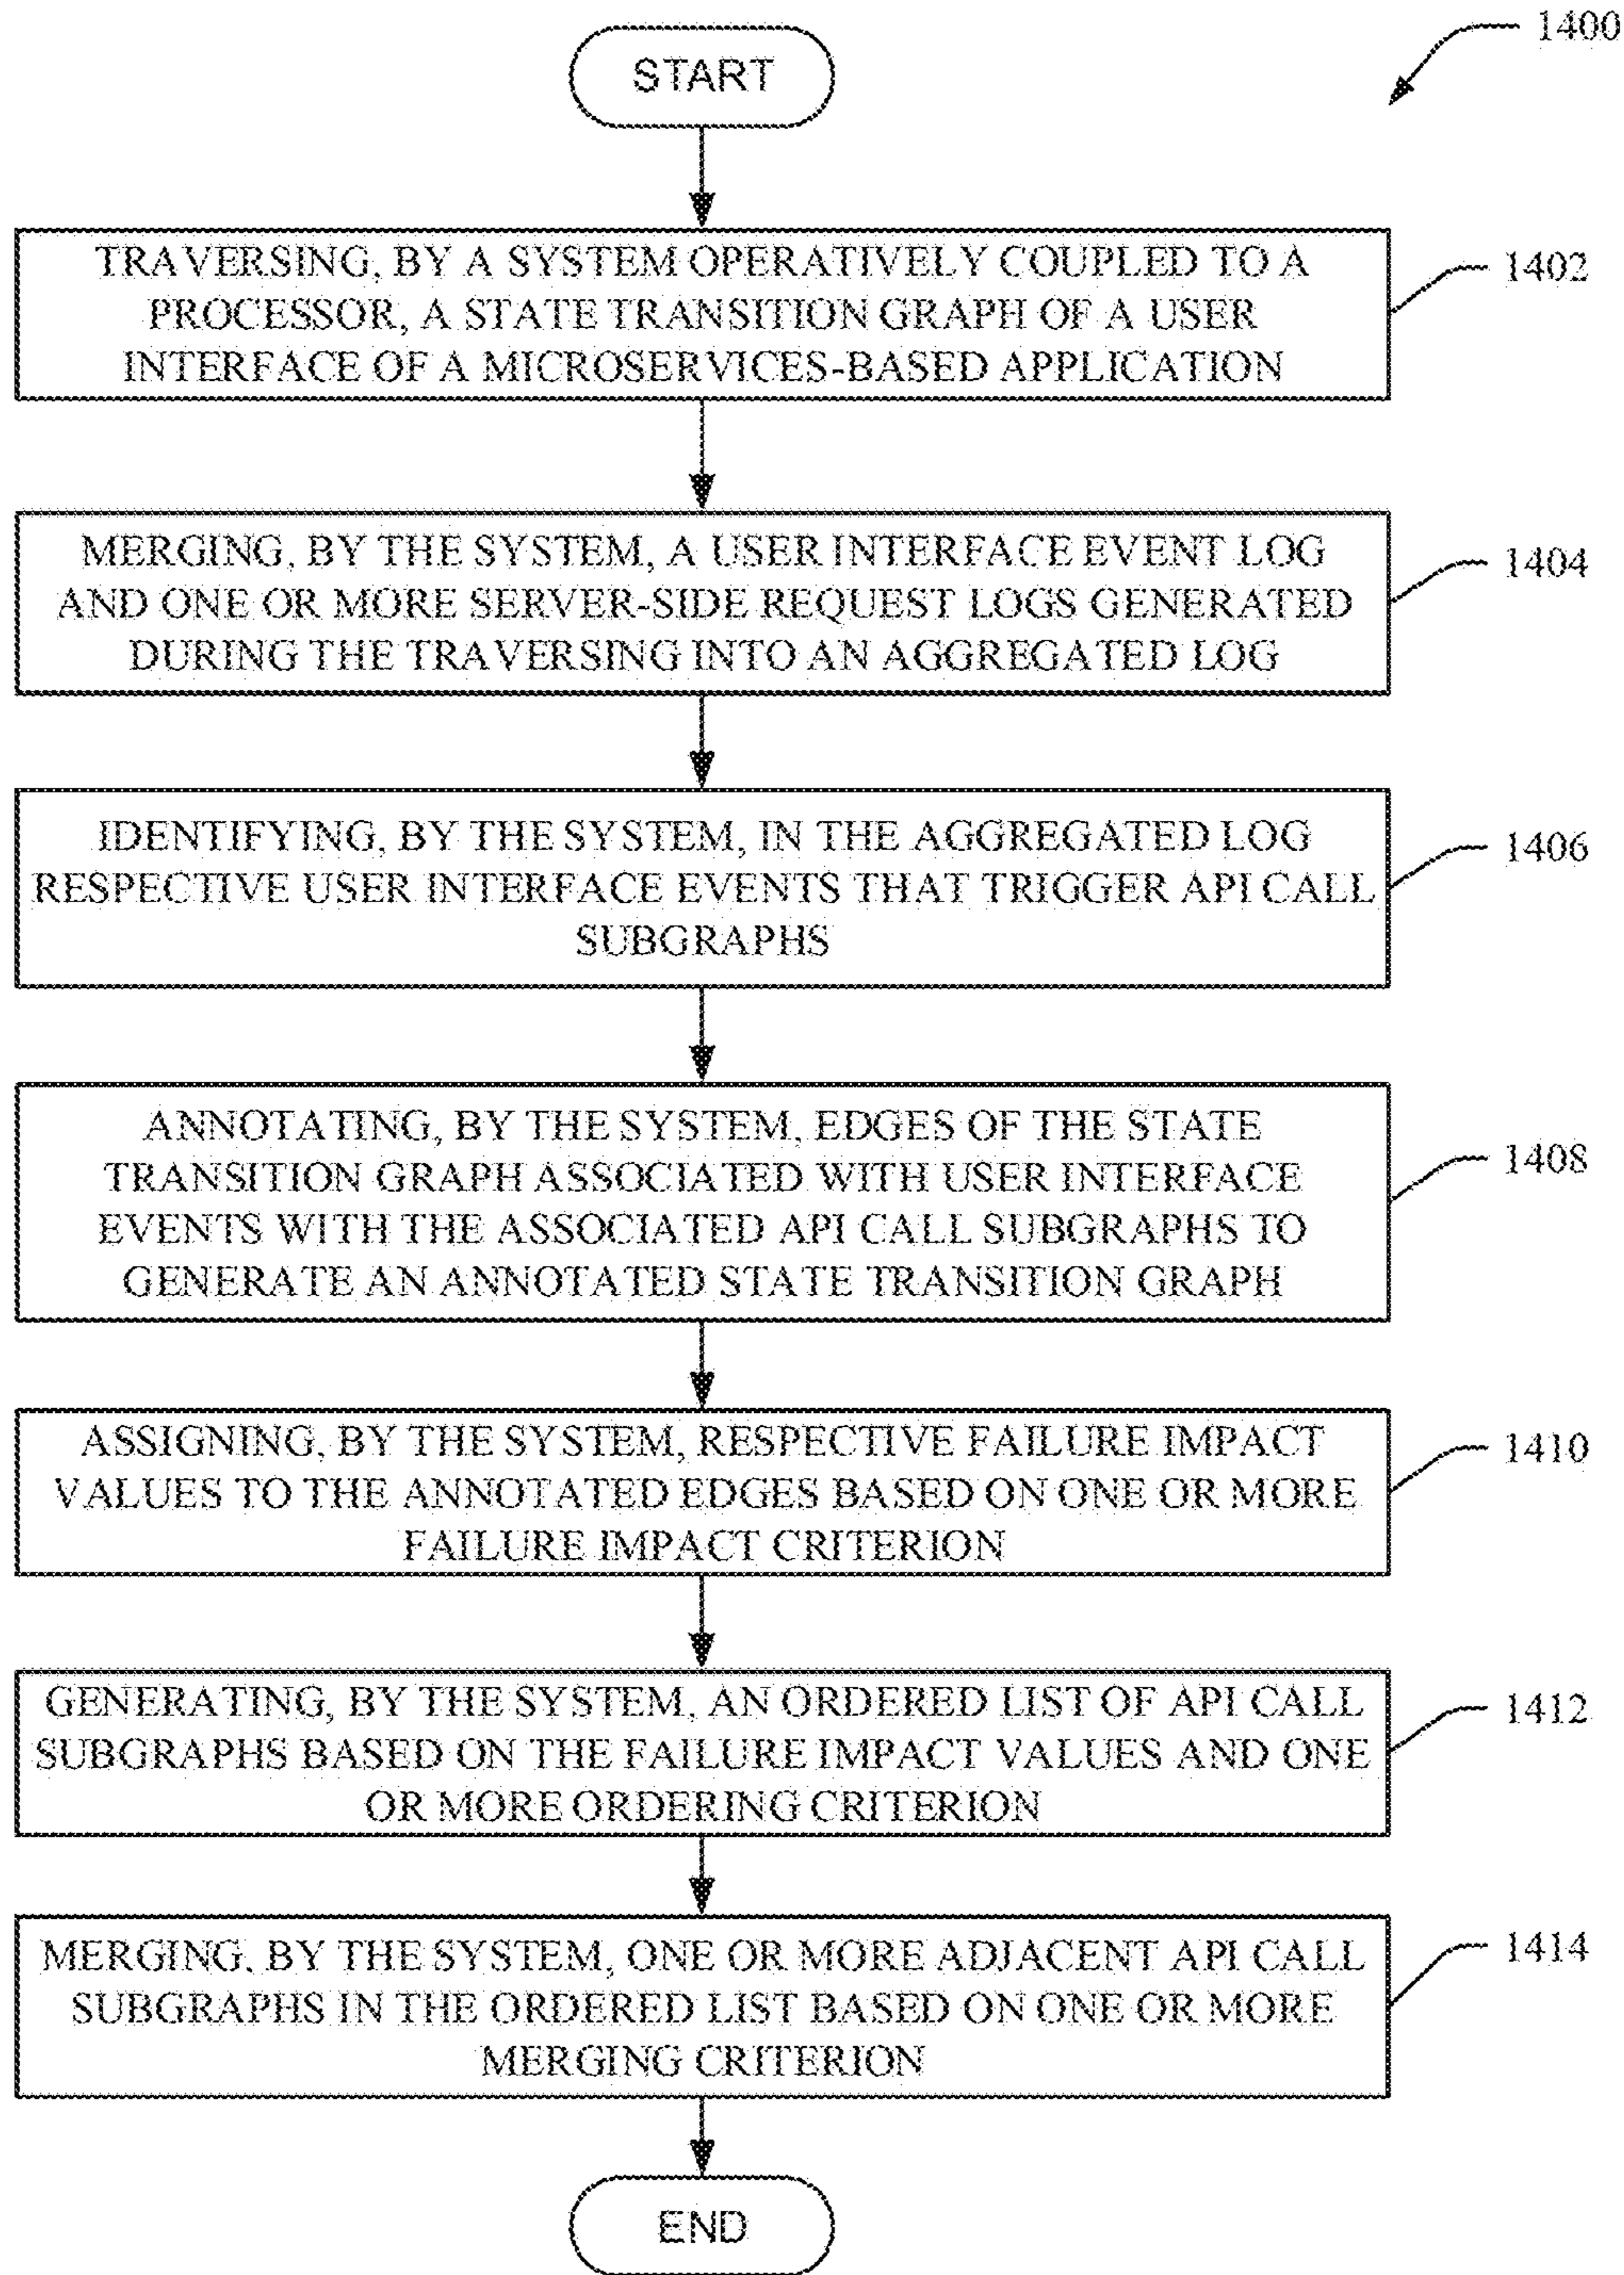 1400
START
TRAVERSING, BY A SYSTEM OPERATIVELY COUPLED TO A
PROCESSOR, A STATE TRANSITION GRAPH OF A USER
INTERFACE OF A MICROSERVICES-BASED APPLICATION
1402
MERGING, BY THE SYSTEM, A USER INTERFACE EVENT LOG
AND ONE OR MORE SERVER-SIDE REQUEST LOGS GENERATED
DURING THE TRAVERSING INTO AN AGGREGATED LOG
1404
IDENTIFYING, BY THE SYSTEM, IN THE AGGREGATED LOG
RESPECTIVE USER INTERFACE EVENTS THAT TRIGGER API CALL
SUBGRAPHS
1406
ANNOTATING, BY THE SYSTEM, EDGES OF THE STATE
TRANSITION GRAPH ASSOCIATED WITH USER INTERFACE
EVENTS WITH THE ASSOCIATED API CALL SUBGRAPHS TO
GENERATE AN ANNOTATED STATE TRANSITION GRAPH
1408
ASSIGNING, BY THE SYSTEM, RESPECTIVE FAILURE IMPACT
VALUES TO THE ANNOTATED EDGES BASED ON ONE OR MORE
FAILURE IMPACT CRITERION
1410
GENERATING, BY THE SYSTEM, AN ORDERED LIST OF API CALL
SUBGRAPHS BASED ON THE FAILURE IMPACT VALUES AND ONE
OR MORE ORDERING CRITERION
1412
MERGING, BY THE SYSTEM, ONE OR MORE ADJACENT API CALL
SUBGRAPHS IN THE ORDERED LIST BASED ON ONE OR MORE
MERGING CRITERION
1414
END